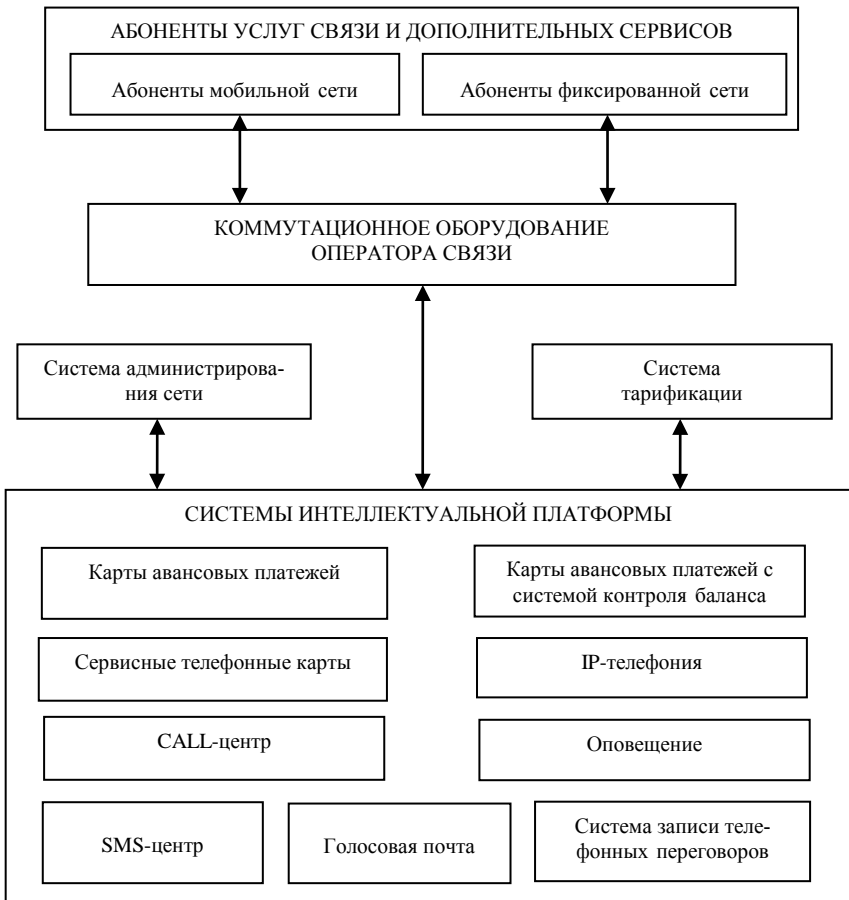 АБОНЕНТЫ УСЛУГ СВЯЗИ И ДОПОЛНИТЕЛЬНЫХ СЕРВИСОВ
Абоненты мобильной сети
Абоненты фиксированной сети
КОММУТАЦИОННОЕ ОБОРУДОВАНИЕ
ОПЕРАТОРА СВЯЗИ
Система администрирова-
ния сети
Система
тарификации
СИСТЕМЫ ИНТЕЛЛЕКТУАЛЬНОЙ ПЛАТФОРМЫ
Карты авансовых платежей
Карты авансовых платежей с
системой контроля баланса
Сервисные телефонные карты
IP-телефония
CALL-центр
Оповещение
SMS-центр
Голосовая почта
Система записи теле-
фонных переговоров